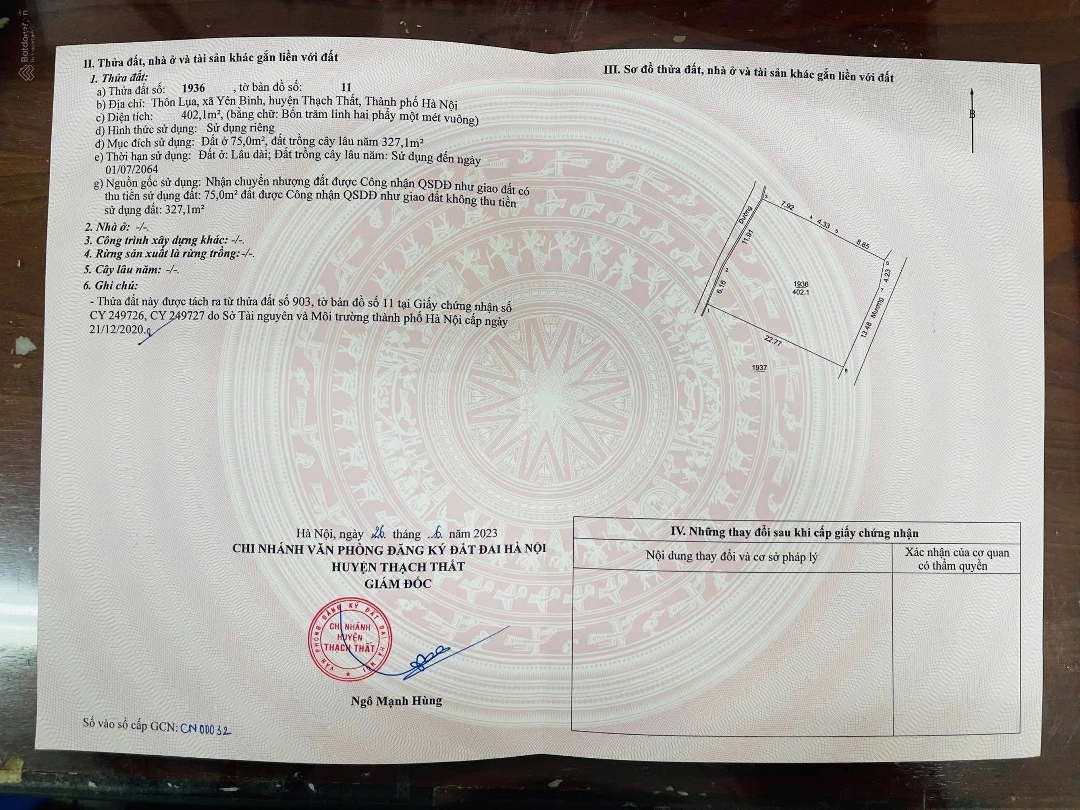 Batdongsan
II. Thửa đất, nhà ở và tài sản khác gắn liền với đất
1. Thửa đất:
a) Thửa đất số: 1936 , tờ bản đồ số: 11
b) Địa chỉ: Thôn Lụa, xã Yên Bình, huyện Thạch Thất, Thành phố Hà Nội
c) Diện tích: 402,1m², (bằng chữ: Bốn trăm linh hai phẩy một mét vuông)
d) Hình thức sử dụng: Sử dụng riêng
đ) Mục đích sử dụng: Đất ở 75,0m², đất trồng cây lâu năm 327,1m²
e) Thời hạn sử dụng: Đất ở: Lâu dài; Đất trồng cây lâu năm: Sử dụng đến ngày
01/07/2064
g) Nguồn gốc sử dụng: Nhận chuyển nhượng đất được Công nhận QSDĐ như giao đất có
thu tiền sử dụng đất: 75,0m² đất được Công nhận QSDĐ như giao đất không thu tiền
sử dụng đất: 327,1m²
2. Nhà ở: -/-.
3. Công trình xây dựng khác: -/-.
4. Rừng sản xuất là rừng trồng:-/-.
5. Cây lâu năm: -/-.
6. Ghi chú:
- Thửa đất này được tách ra từ thửa đất số 903, tờ bản đồ số 11 tại Giấy chứng nhận số
CY 249726, CY 249727 do Sở Tài nguyên và Môi trường thành phố Hà Nội cấp ngày
21/12/2020.
Hà Nội, ngày 26 tháng 6 năm 2023
CHI NHÁNH VĂN PHÒNG ĐĂNG KÝ ĐẤT ĐAI HÀ NỘI
HUYỆN THẠCH THẤT
GIÁM ĐỐC
VĂN PHÒNG ĐĂNG KÝ ĐẤT ĐAI HÀ NỘI
CHI NHÁNH
HUYỆN
THẠCH THẤT
Ngô Mạnh Hùng
Số vào sổ cấp GCN: CN 00032
III. Sơ đồ thửa đất, nhà ở và tài sản khác gắn liền với đất
B
Đường
7.92
4.33
8.65
11.91
6.16
4.23
1936
402.1
13.48
Mương
22.77
1937
IV. Những thay đổi sau khi cấp giấy chứng nhận
Nội dung thay đổi và cơ sở pháp lý
Xác nhận của cơ quan
có thẩm quyền